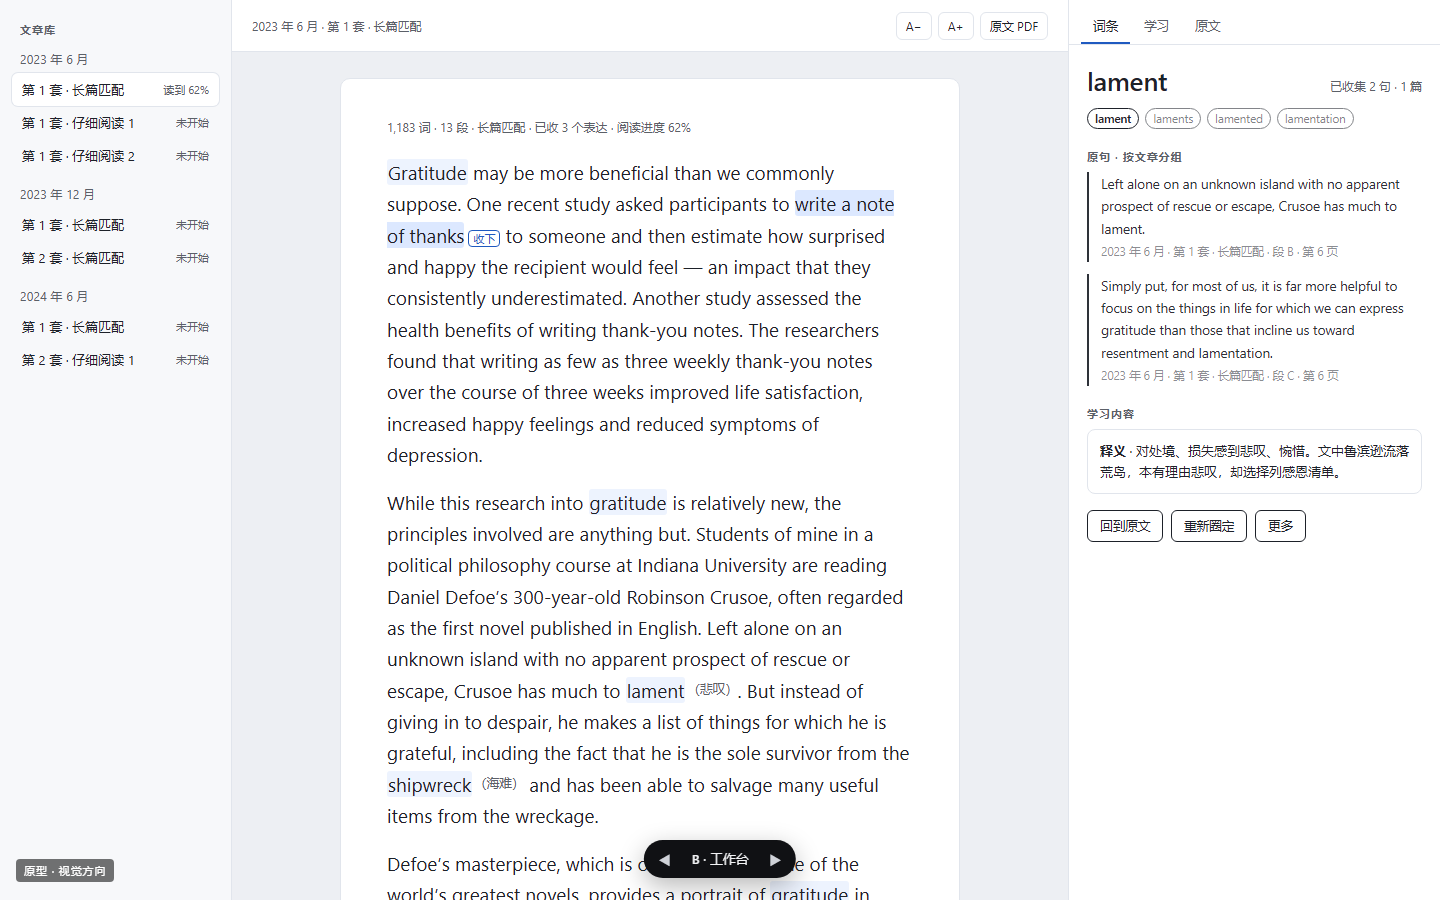 文章库
2023 年 6 月
第 1 套 · 长篇匹配 读到 62%
第 1 套 · 仔细阅读 1 未开始
第 1 套 · 仔细阅读 2 未开始
2023 年 12 月
第 1 套 · 长篇匹配 未开始
第 2 套 · 长篇匹配 未开始
2024 年 6 月
第 1 套 · 长篇匹配 未开始
第 2 套 · 仔细阅读 1 未开始
原型 · 视觉方向
2023 年 6 月 · 第 1 套 · 长篇匹配 A− A+ 原文 PDF
1,183 词 · 13 段 · 长篇匹配 · 已收 3 个表达 · 阅读进度 62%
Gratitude may be more beneficial than we commonly
suppose. One recent study asked participants to write a note
of thanks 收下 to someone and then estimate how surprised
and happy the recipient would feel — an impact that they
consistently underestimated. Another study assessed the
health benefits of writing thank-you notes. The researchers
found that writing as few as three weekly thank-you notes
over the course of three weeks improved life satisfaction,
increased happy feelings and reduced symptoms of
depression.
While this research into gratitude is relatively new, the
principles involved are anything but. Students of mine in a
political philosophy course at Indiana University are reading
Daniel Defoe's 300-year-old Robinson Crusoe, often regarded
as the first novel published in English. Left alone on an
unknown island with no apparent prospect of rescue or
escape, Crusoe has much to lament（悲叹）. But instead of
giving in to despair, he makes a list of things for which he is
grateful, including the fact that he is the sole survivor from the
shipwreck（海难） and has been able to salvage many useful
items from the wreckage.
Defoe's masterpiece, which is of the
world's greatest novels, provides a portrait of gratitude in
◀ B · 工作台 ▶
词条 学习 原文
lament 已收集 2 句 · 1 篇
lament laments lamented lamentation
原句 · 按文章分组
Left alone on an unknown island with no apparent
prospect of rescue or escape, Crusoe has much to
lament.
2023 年 6 月 · 第 1 套 · 长篇匹配 · 段 B · 第 6 页
Simply put, for most of us, it is far more helpful to
focus on the things in life for which we can express
gratitude than those that incline us toward
resentment and lamentation.
2023 年 6 月 · 第 1 套 · 长篇匹配 · 段 C · 第 6 页
学习内容
释义 · 对处境、损失感到悲叹、惋惜。文中鲁滨逊流落
荒岛，本有理由悲叹，却选择列感恩清单。
回到原文 重新圈定 更多